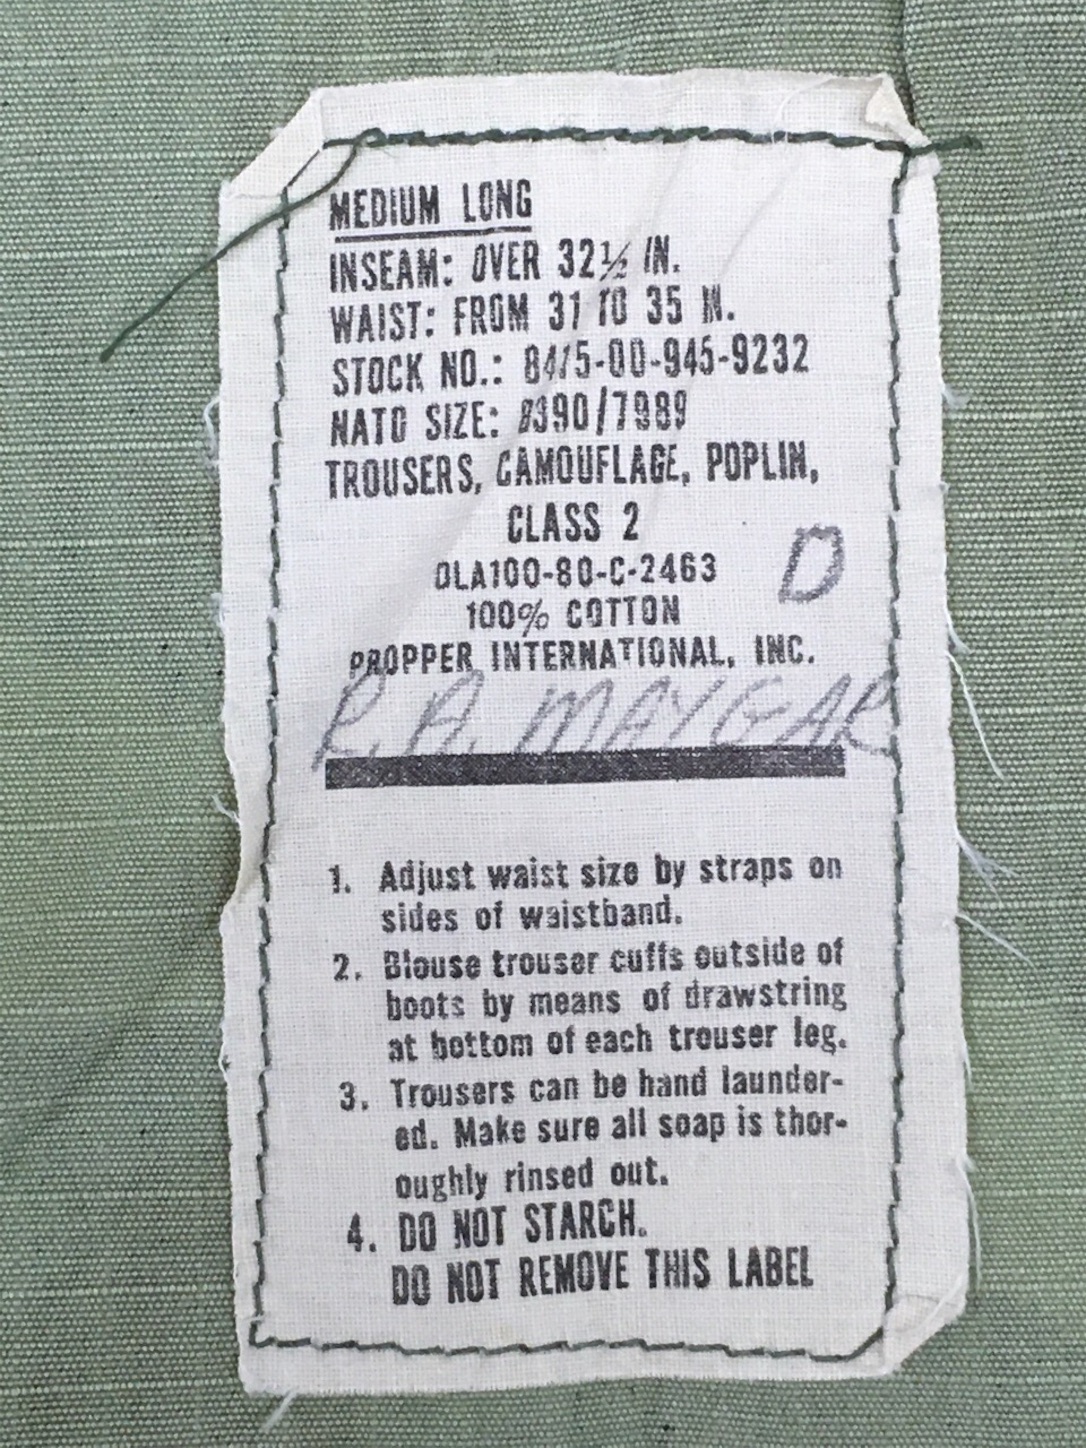 MEDIUM LONG
INSEAM: OVER 32½ IN.
WAIST: FROM 31 TO 35 IN.
STOCK NO.: 8415-00-945-9232
NATO SIZE: 8390/7989
TROUSERS, CAMOUFLAGE, POPLIN,
CLASS 2
D
DLA100-80-C-2463
100% COTTON
PROPPER INTERNATIONAL, INC.
R. A. MAYGAR
1. Adjust waist size by straps on
sides of waistband.
2. Blouse trouser cuffs outside of
boots by means of drawstring
at bottom of each trouser leg.
3. Trousers can be hand launder-
ed. Make sure all soap is thor-
oughly rinsed out.
4. DO NOT STARCH.
DO NOT REMOVE THIS LABEL